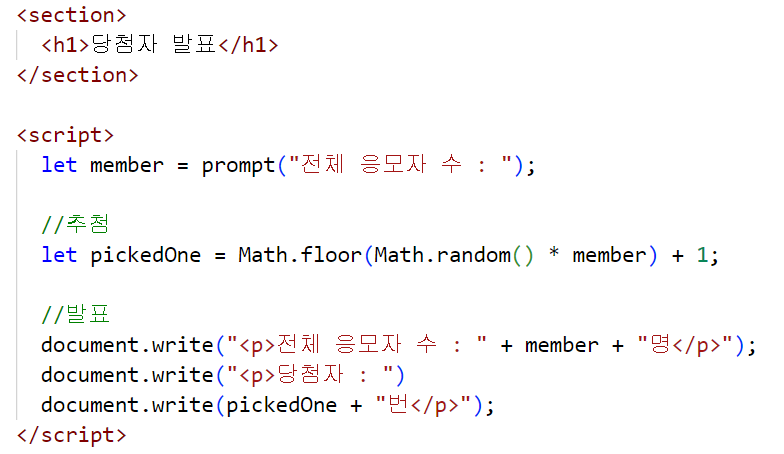 <section>
<h1>당첨자 발표</h1>
</section>
<script>
let member = prompt("전체 응모자 수 : ");
//추첨
let pickedOne = Math.floor(Math.random() * member) + 1;
//발표
document.write("<p>전체 응모자 수 : " + member + "명</p>");
document.write("<p>당첨자 : ")
document.write(pickedOne + "번</p>");
</script>